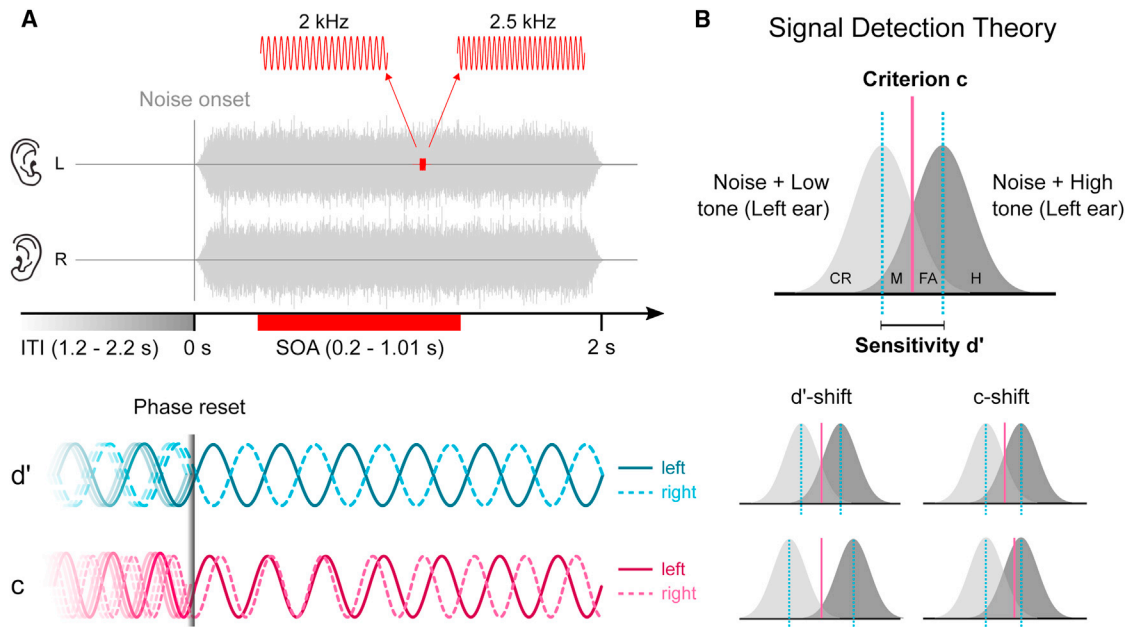 A
2 kHz
2.5 kHz
Noise onset
L
R
ITI (1.2 - 2.2 s)
0 s
SOA (0.2 - 1.01 s)
2 s
Phase reset
d'
left
right
c
left
right
B
Signal Detection Theory
Criterion c
Noise + Low
tone (Left ear)
Noise + High
tone (Left ear)
CR
M
FA
H
Sensitivity d'
d'-shift
c-shift